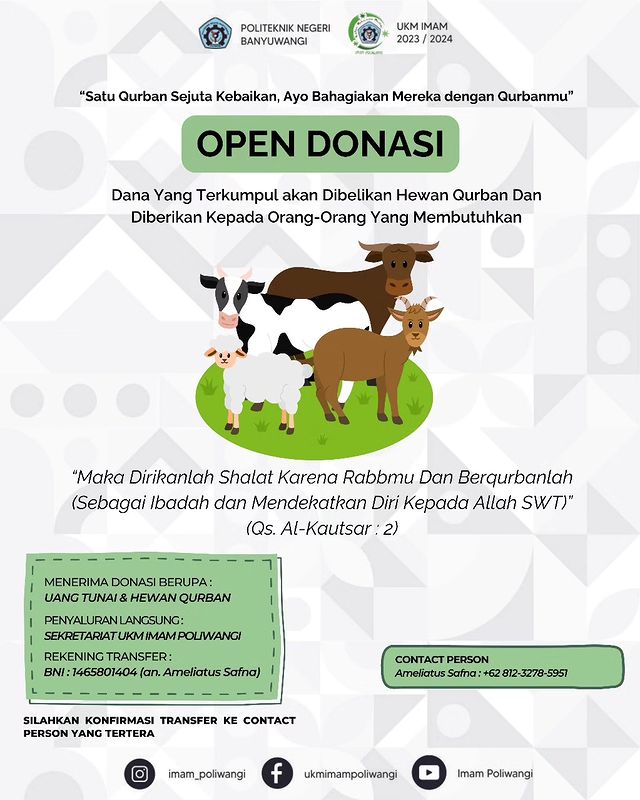 POLITEKNIK NEGERI
BANYUWANGI
UKM IMAM
2023 / 2024
“Satu Qurban Sejuta Kebaikan, Ayo Bahagiakan Mereka dengan Qurbanmu”
OPEN DONASI
Dana Yang Terkumpul akan Dibelikan Hewan Qurban Dan
Diberikan Kepada Orang-Orang Yang Membutuhkan
“Maka Dirikanlah Shalat Karena Rabbmu Dan Berqurbanlah
(Sebagai Ibadah dan Mendekatkan Diri Kepada Allah SWT)”
(Qs. Al-Kautsar : 2)
MENERIMA DONASI BERUPA :
UANG TUNAI & HEWAN QURBAN
PENYALURAN LANGSUNG :
SEKRETARIAT UKM IMAM POLIWANGI
REKENING TRANSFER :
BNI : 1465801404 (an. Ameliatus Safna)
CONTACT PERSON
Ameliatus Safna : +62 812-3278-5951
SILAHKAN KONFIRMASI TRANSFER KE CONTACT
PERSON YANG TERTERA
imam_poliwangi
ukmimampoliwangi
Imam Poliwangi